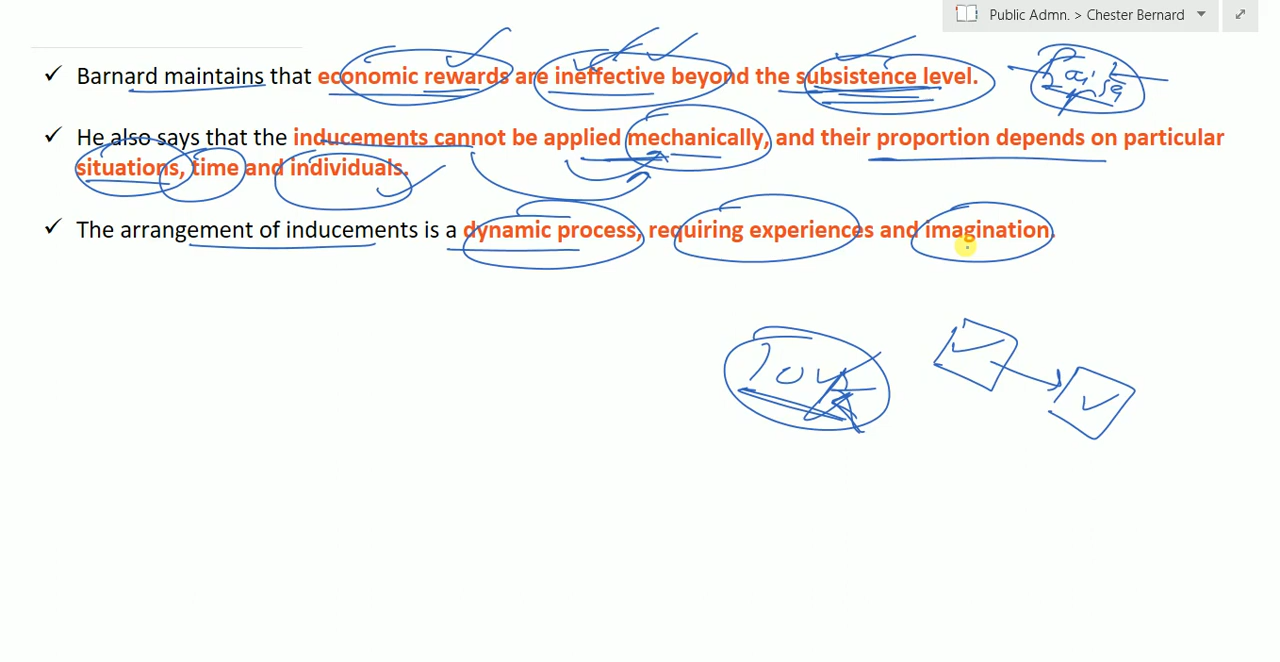 Public Admn. > Chester Bernard
✓ Barnard maintains that economic rewards are ineffective beyond the subsistence level.
✓ He also says that the inducements cannot be applied mechanically, and their proportion depends on particular
situations, time and individuals.
✓ The arrangement of inducements is a dynamic process, requiring experiences and imagination.